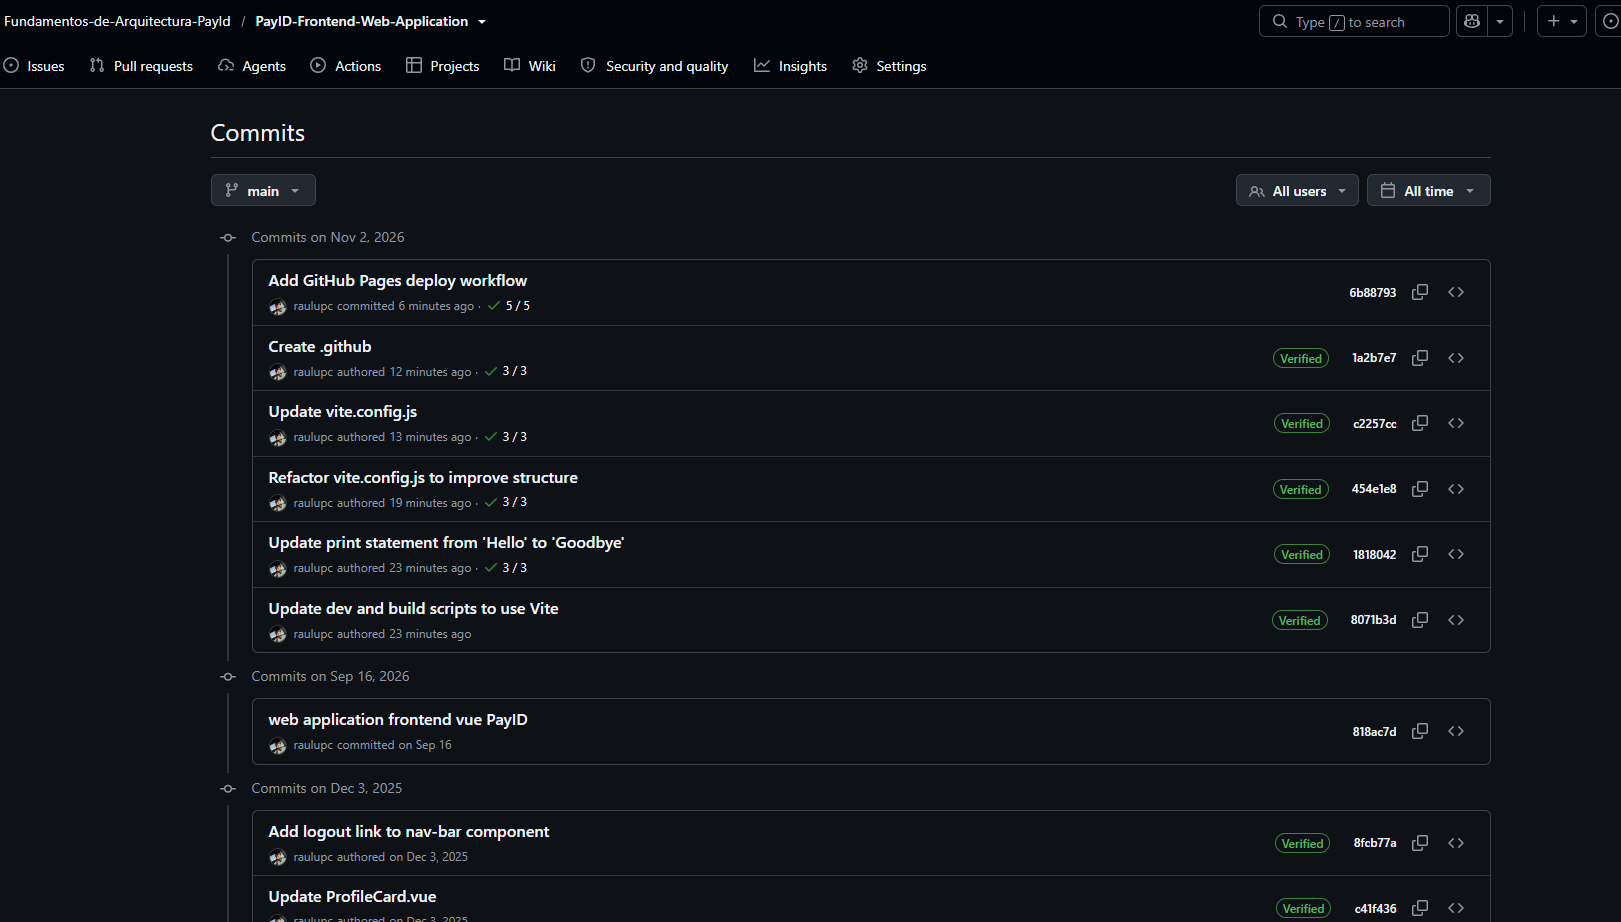 Fundamentos-de-Arquitectura-PayId / PayID-Frontend-Web-Application
Type / to search
Issues Pull requests Agents Actions Projects Wiki Security and quality Insights Settings
Commits
main All users All time
Commits on Nov 2, 2026
Add GitHub Pages deploy workflow
raulupc committed 6 minutes ago · 5 / 5
6b88793
Create .github
raulupc authored 12 minutes ago · 3 / 3
Verified 1a2b7e7
Update vite.config.js
raulupc authored 13 minutes ago · 3 / 3
Verified c2257cc
Refactor vite.config.js to improve structure
raulupc authored 19 minutes ago · 3 / 3
Verified 454e1e8
Update print statement from 'Hello' to 'Goodbye'
raulupc authored 23 minutes ago · 3 / 3
Verified 1818042
Update dev and build scripts to use Vite
raulupc authored 23 minutes ago
Verified 8071b3d
Commits on Sep 16, 2026
web application frontend vue PayID
raulupc committed on Sep 16
818ac7d
Commits on Dec 3, 2025
Add logout link to nav-bar component
raulupc authored on Dec 3, 2025
Verified 8fcb77a
Update ProfileCard.vue
raulupc authored on Dec 3, 2025
Verified c41f436